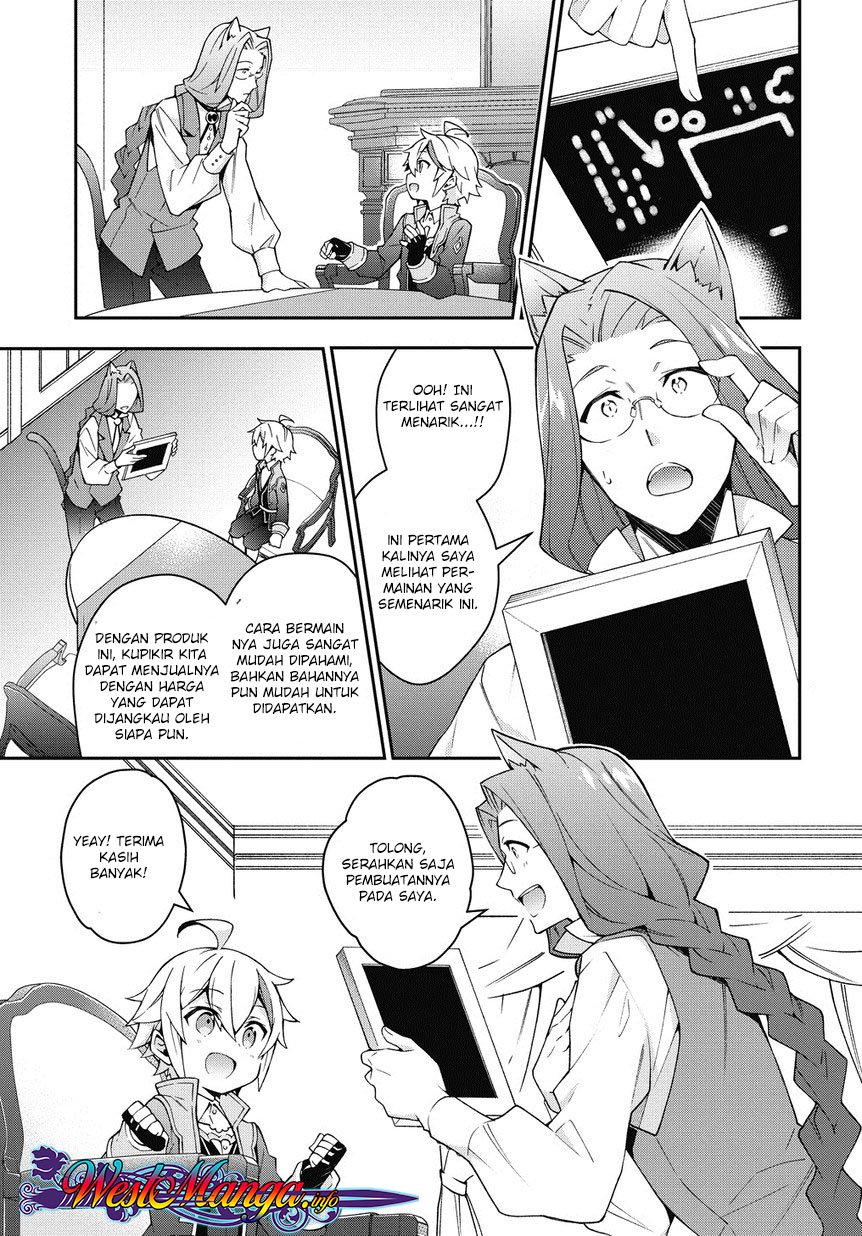 OOH! INI
TERLIHAT SANGAT
MENARIK...!!
INI PERTAMA
KALINYA SAYA
MELIHAT PER-
MAINAN YANG
SEMENARIK INI.
CARA BERMAIN
NYA JUGA SANGAT
MUDAH DIPAHAMI,
BAHKAN BAHANNYA
PUN MUDAH UNTUK
DIDAPATKAN.
DENGAN PRODUK
INI, KUPIKIR KITA
DAPAT MENJUALNYA
DENGAN HARGA
YANG DAPAT
DIJANGKAU OLEH
SIAPA PUN.
TOLONG,
SERAHKAN SAJA
PEMBUATANNYA
PADA SAYA.
YEAY! TERIMA
KASIH
BANYAK!
WestManga.info